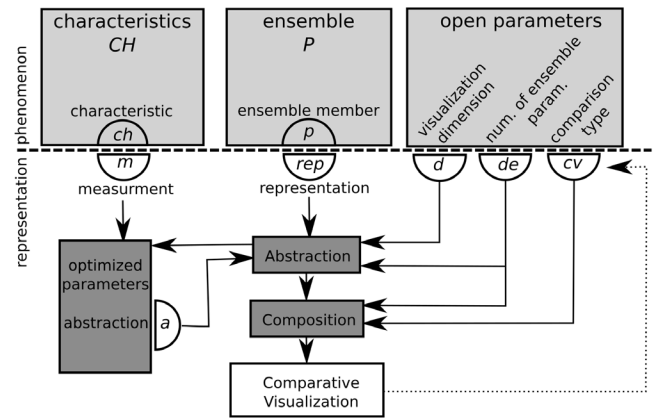 characteristics
CH
characteristic
ch
ensemble
P
ensemble member
p
open parameters
visualization
dimension
num. of ensemble
param.
comparison
type
phenomenon
representation
m
measurment
rep
representation
d
de
cv
optimized
parameters
abstraction
a
Abstraction
Composition
Comparative
Visualization